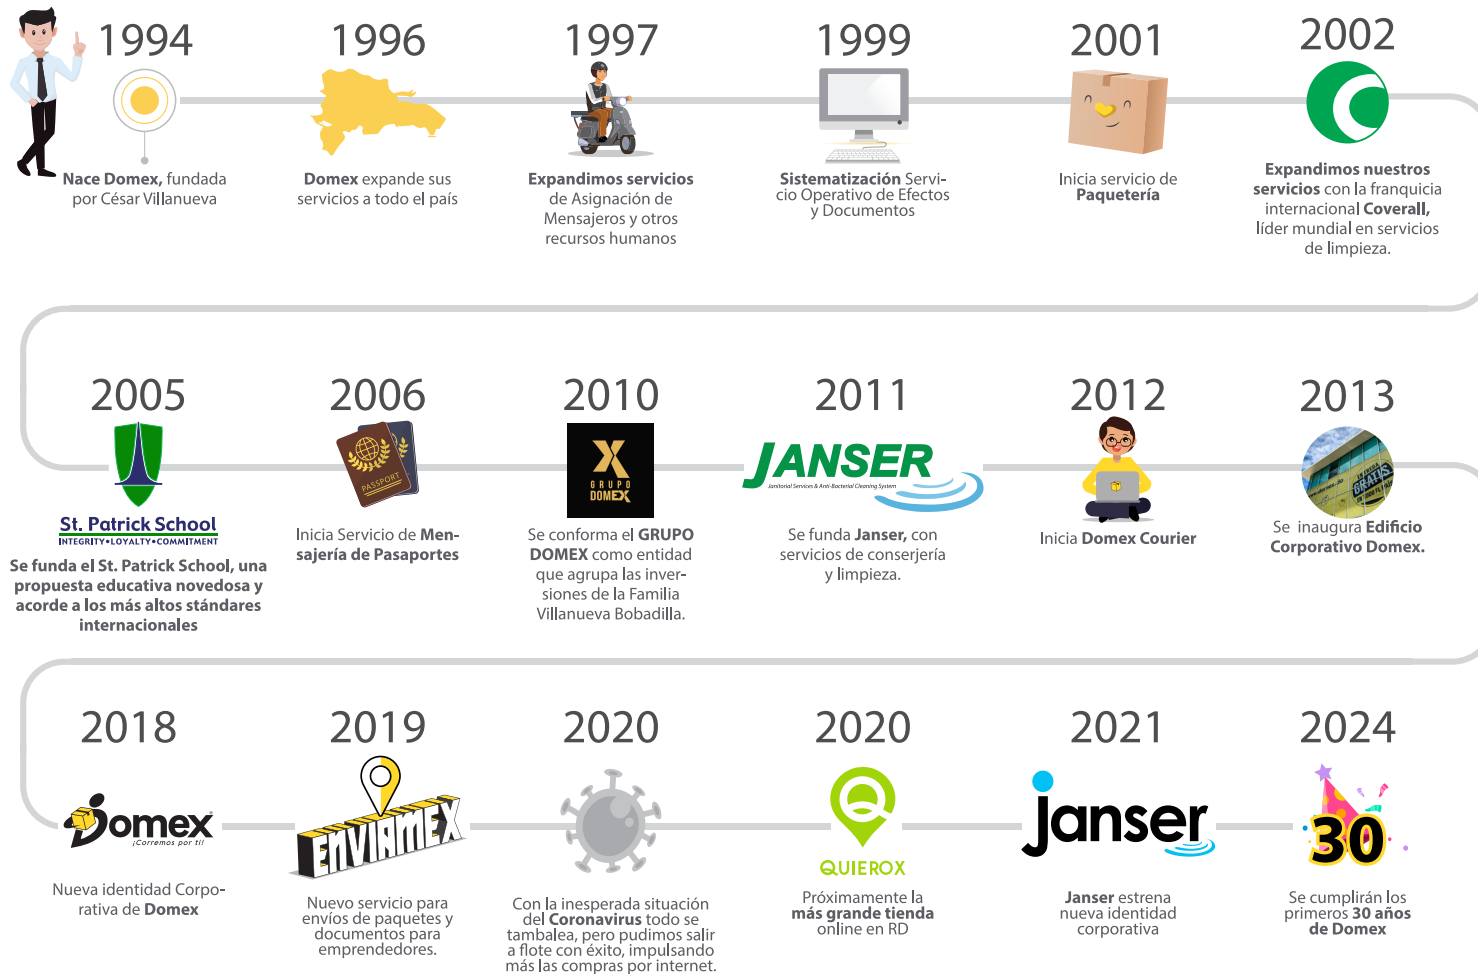 1994
Nace Domex, fundada
por César Villanueva
1996
Domex expande sus
servicios a todo el país
1997
Expandimos servicios
de Asignación de
Mensajeros y otros
recursos humanos
1999
Sistematización Servi-
cio Operativo de Efectos
y Documentos
2001
Inicia servicio de
Paquetería
2002
Expandimos nuestros
servicios con la franquicia
internacional Coverall,
líder mundial en servicios
de limpieza.
2005
St. Patrick School
INTEGRITY•LOYALTY•COMMITMENT
Se funda el St. Patrick School, una
propuesta educativa novedosa y
acorde a los más altos stándares
internacionales
2006
PASSPORT
Inicia Servicio de Men-
sajería de Pasaportes
2010
X
GRUPO
DOMEX
Se conforma el GRUPO
DOMEX como entidad
que agrupa las inver-
siones de la Familia
Villanueva Bobadilla.
2011
JANSER
Janitorial Services & Anti-Bacterial Cleaning System
Se funda Janser, con
servicios de conserjería
y limpieza.
2012
Inicia Domex Courier
2013
GRATIS
Se inaugura Edificio
Corporativo Domex.
2018
Domex
¡Corremos por ti!
Nueva identidad Corpo-
rativa de Domex
2019
ENVIAMEX
Nuevo servicio para
envíos de paquetes y
documentos para
emprendedores.
2020
Con la inesperada situación
del Coronavirus todo se
tambalea, pero pudimos salir
a flote con éxito, impulsando
más las compras por internet.
2020
QUIEROX
Próximamente la
más grande tienda
online en RD
2021
janser
Janser estrena
nueva identidad
corporativa
2024
30
Se cumplirán los
primeros 30 años
de Domex